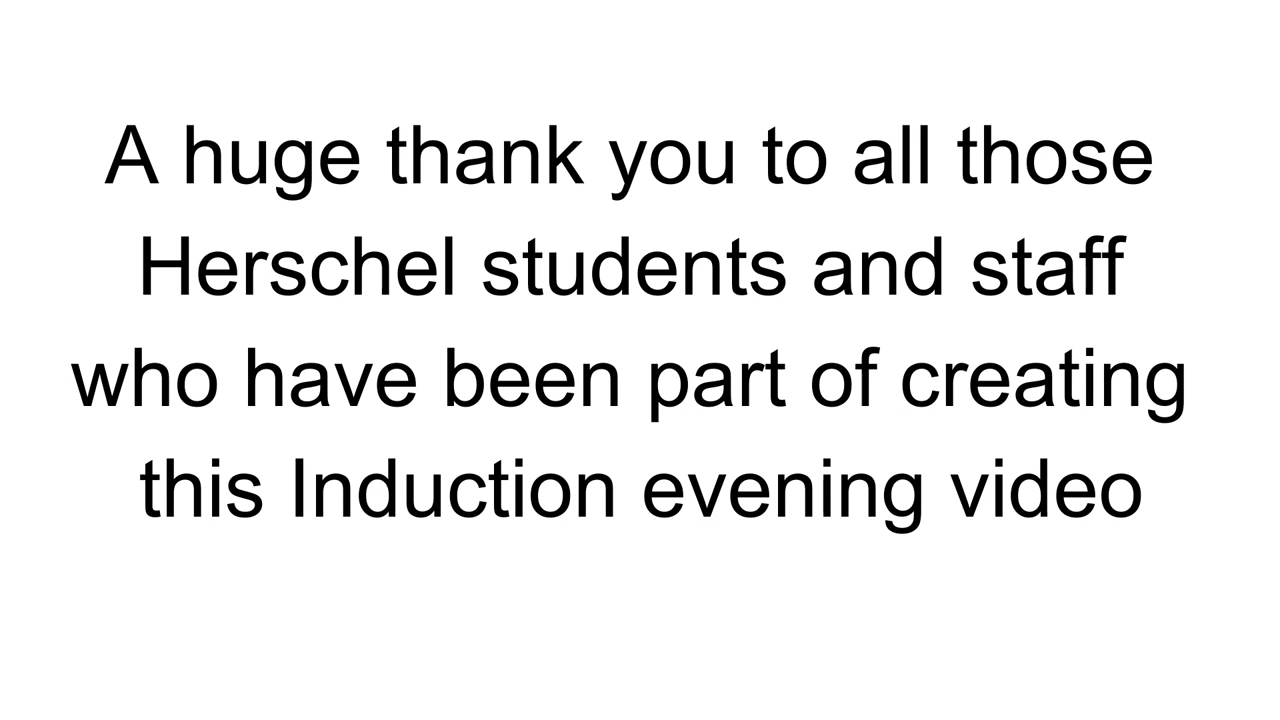 A huge thank you to all those
Herschel students and staff
who have been part of creating
this Induction evening video